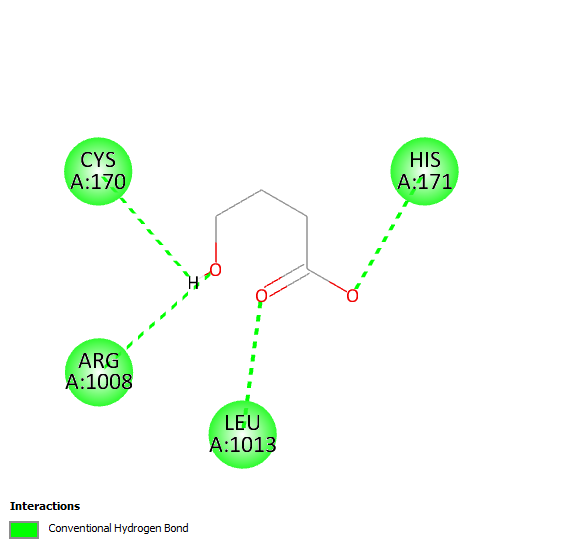 CYS
A:170
HIS
A:171
O
H
O
O
ARG
A:1008
LEU
A:1013
Interactions
Conventional Hydrogen Bond